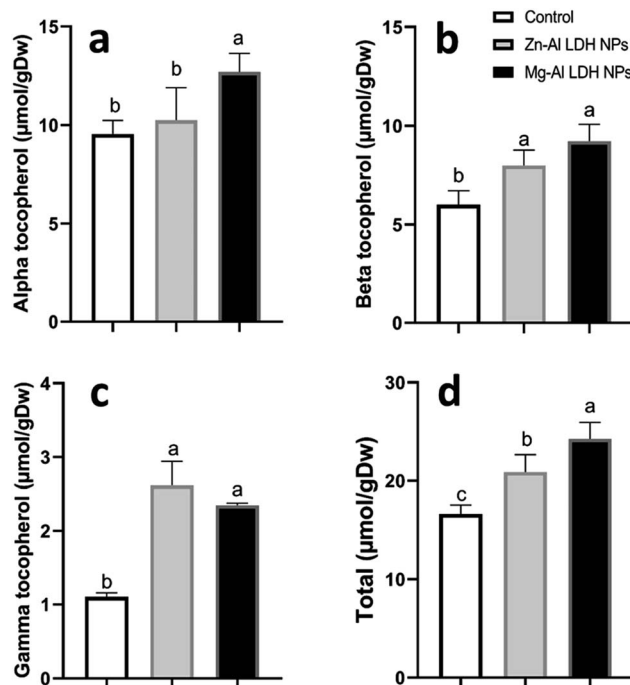 a
Alpha tocopherol (µmol/gDw)
15
10
5
0
b
b
a
b
Control
Zn-Al LDH NPs
Mg-Al LDH NPs
Beta tocopherol (µmol/gDw)
15
10
5
0
b
a
a
c
Gamma tocopherol (µmol/gDw)
4
3
2
1
0
b
a
a
d
Total (µmol/gDw)
30
20
10
0
c
b
a